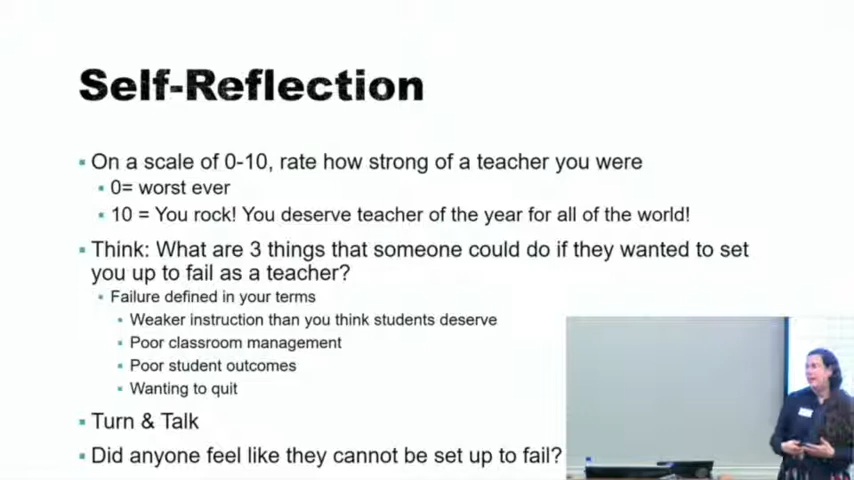 Self-Reflection
On a scale of 0-10, rate how strong of a teacher you were
0= worst ever
10 = You rock! You deserve teacher of the year for all of the world!
Think: What are 3 things that someone could do if they wanted to set
you up to fail as a teacher?
Failure defined in your terms
Weaker instruction than you think students deserve
Poor classroom management
Poor student outcomes
Wanting to quit
Turn & Talk
Did anyone feel like they cannot be set up to fail?